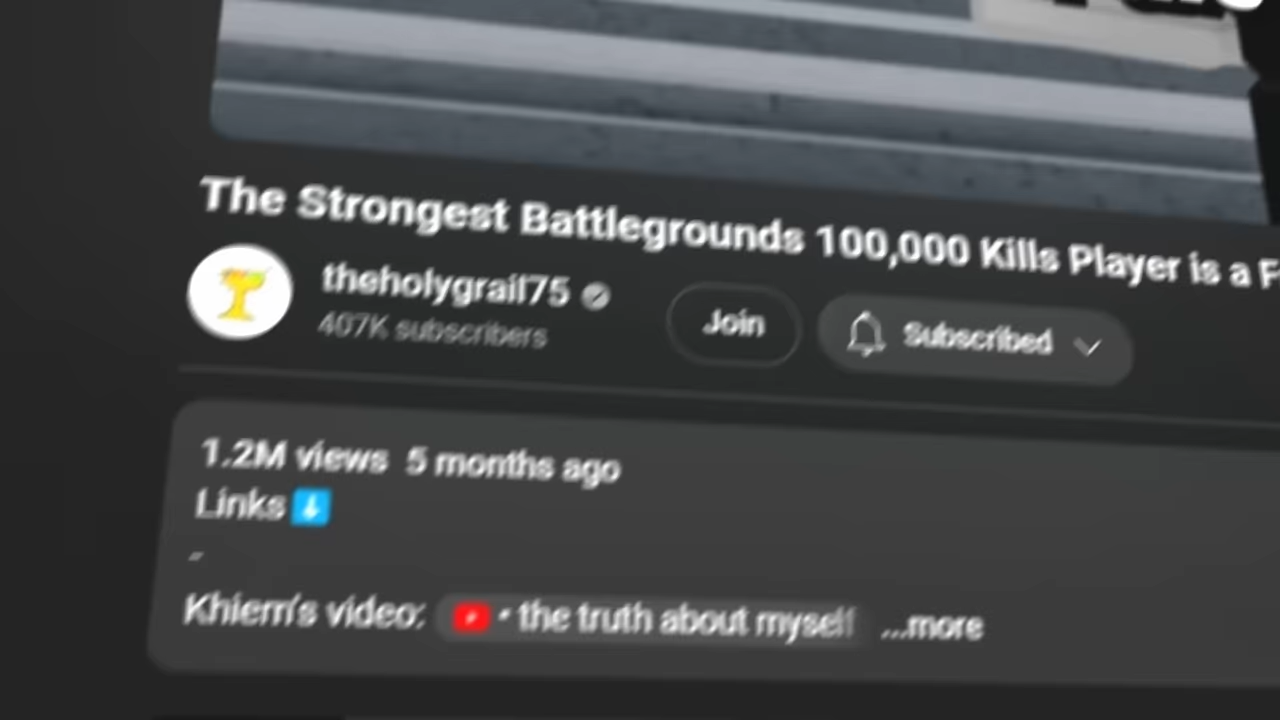 The Strongest Battlegrounds 100,000 Kills Player is a F
theholygrail75
407K subscribers
Join
Subscribed
1.2M views 5 months ago
Links
-
Khiem's video: • the truth about myself ...more